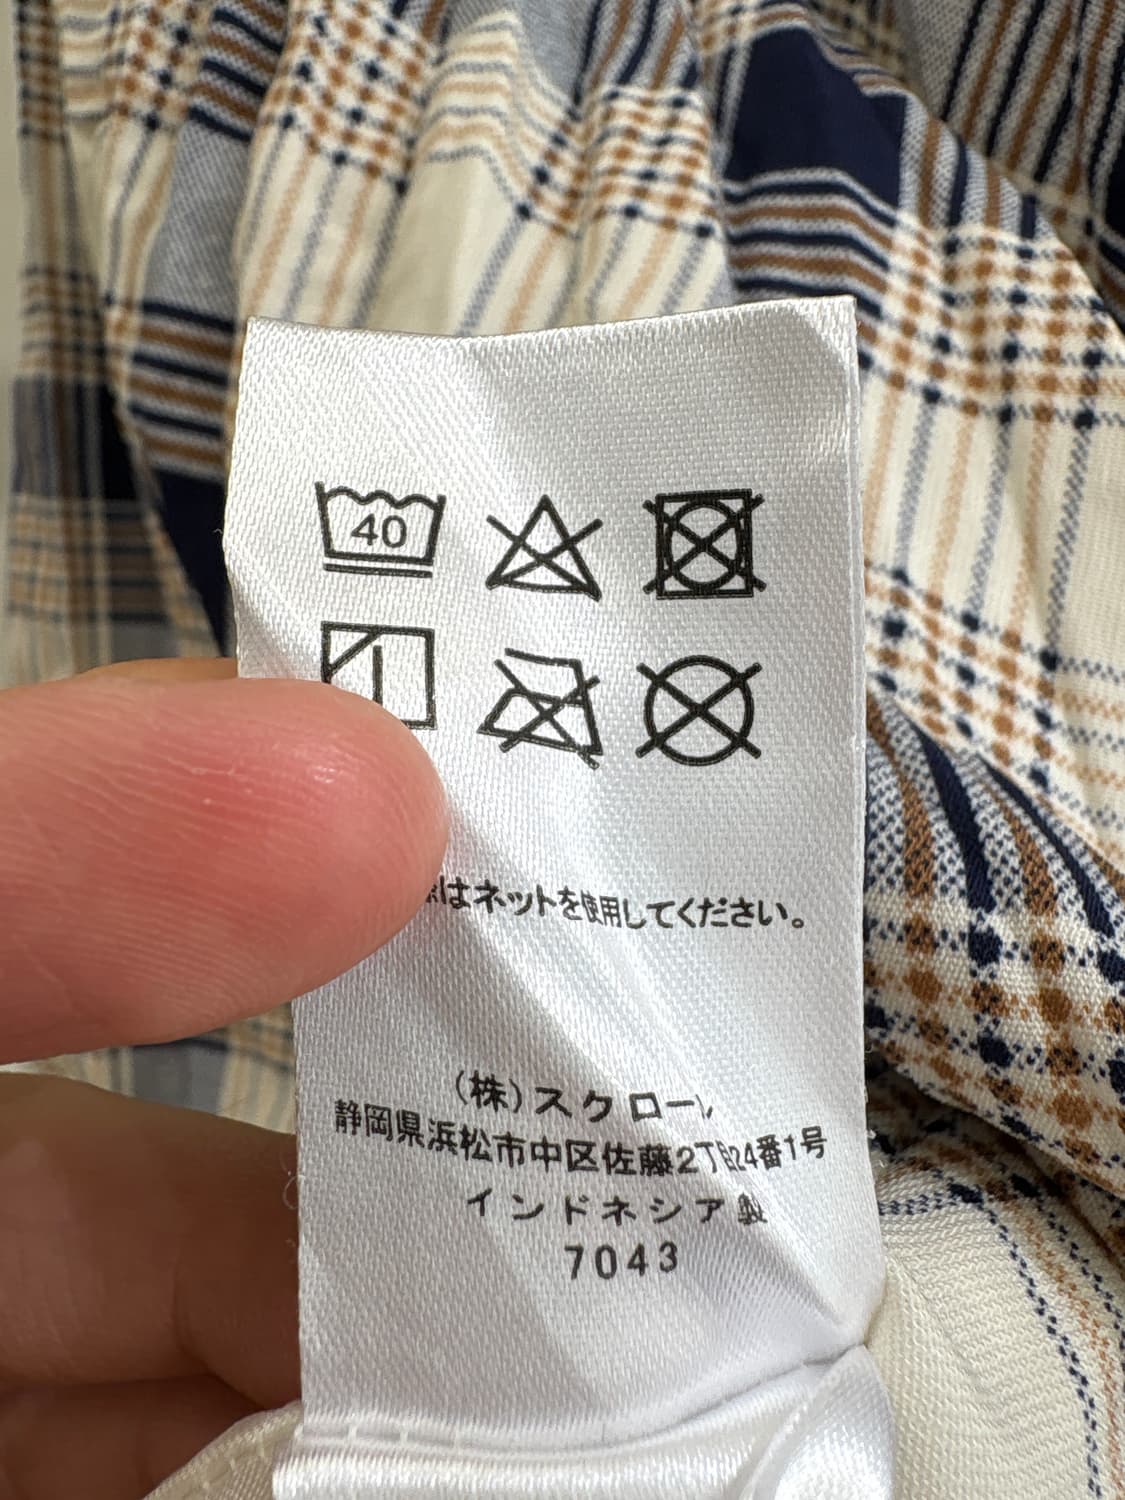 40
はネットを使用してください。
(株)スクロー
静岡県浜松市中区佐藤2丁目24番1号
インドネシア製
7043